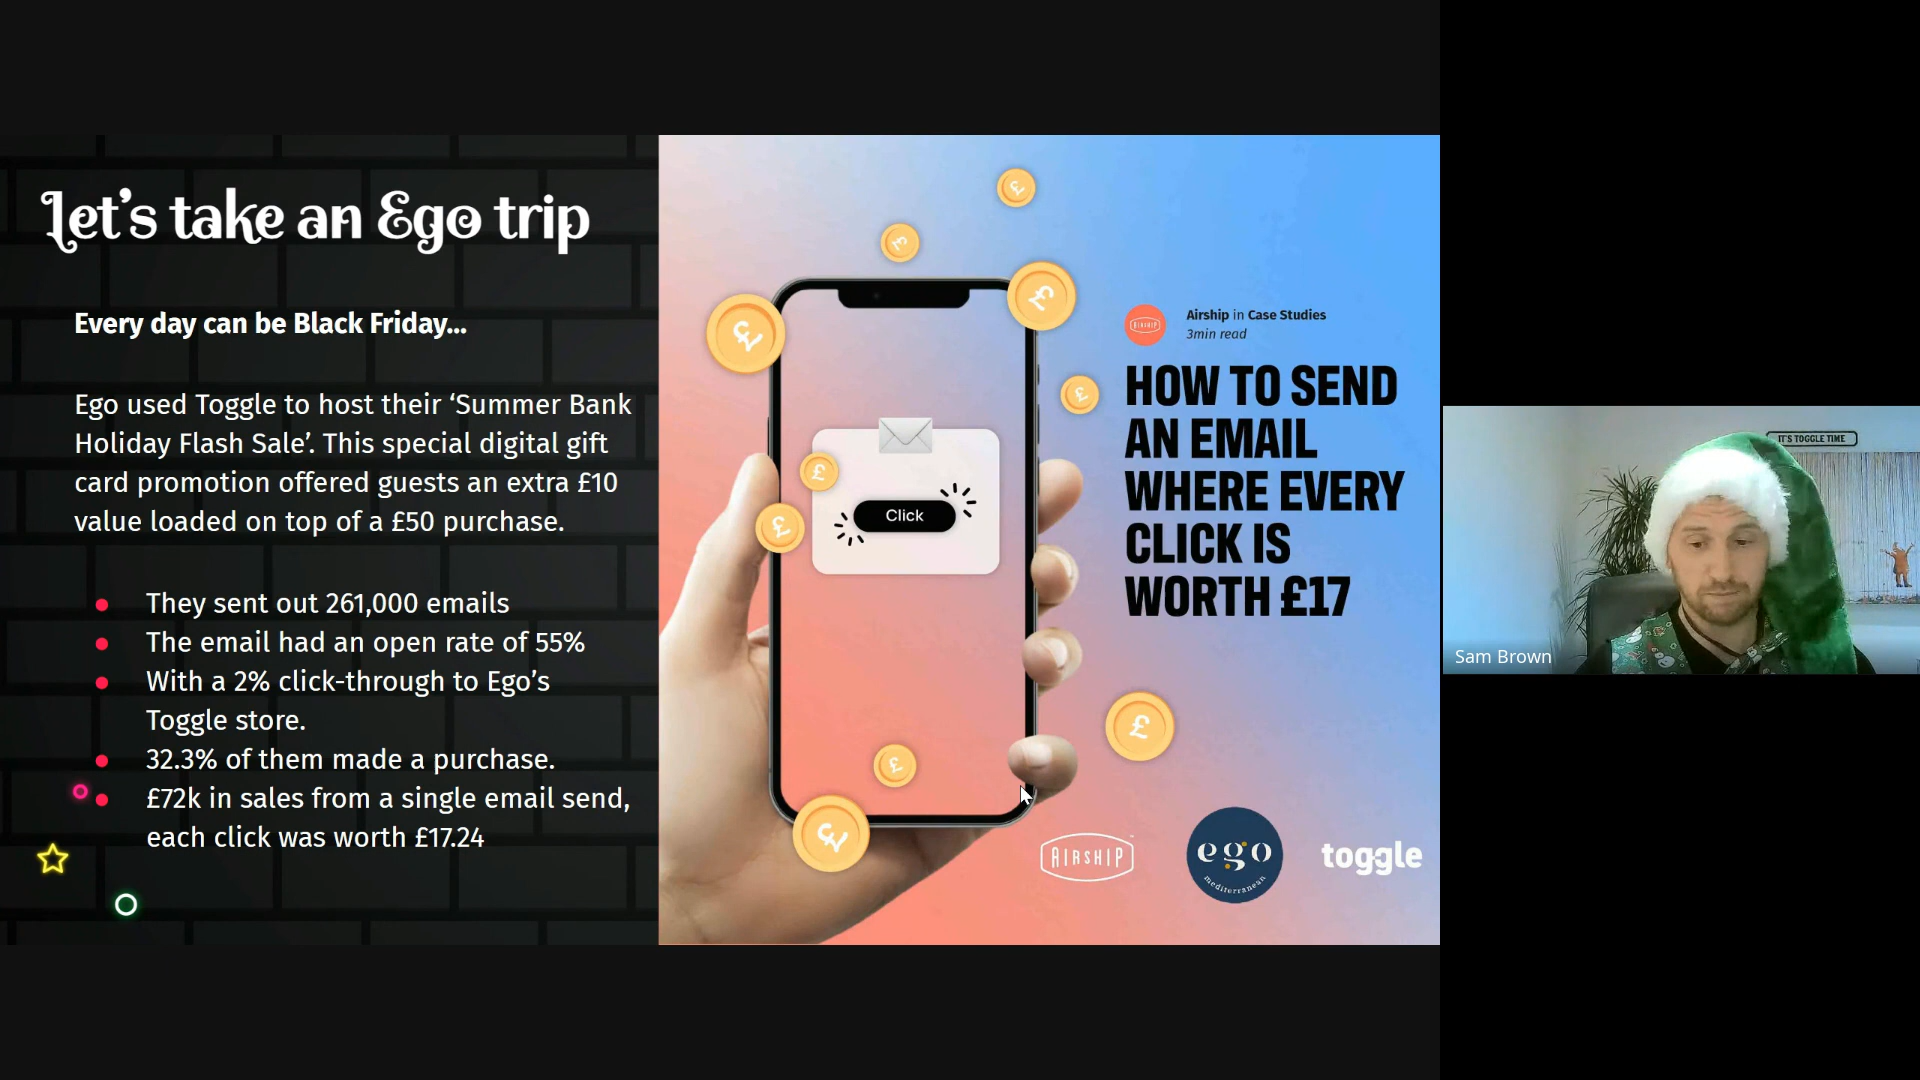 Let's take an Ego trip
Every day can be Black Friday...
Ego used Toggle to host their ‘Summer Bank
Holiday Flash Sale’. This special digital gift
card promotion offered guests an extra £10
value loaded on top of a £50 purchase.
They sent out 261,000 emails
The email had an open rate of 55%
With a 2% click-through to Ego’s
Toggle store.
32.3% of them made a purchase.
£72k in sales from a single email send,
each click was worth £17.24
£
£
£
£
£
£
£
Click
£
£
£
£
AIRSHIP
Airship in Case Studies
3min read
HOW TO SEND
AN EMAIL
WHERE EVERY
CLICK IS
WORTH £17
AIRSHIP
ego
mediterranean
toggle
IT'S TOGGLE TIME
Sam Brown